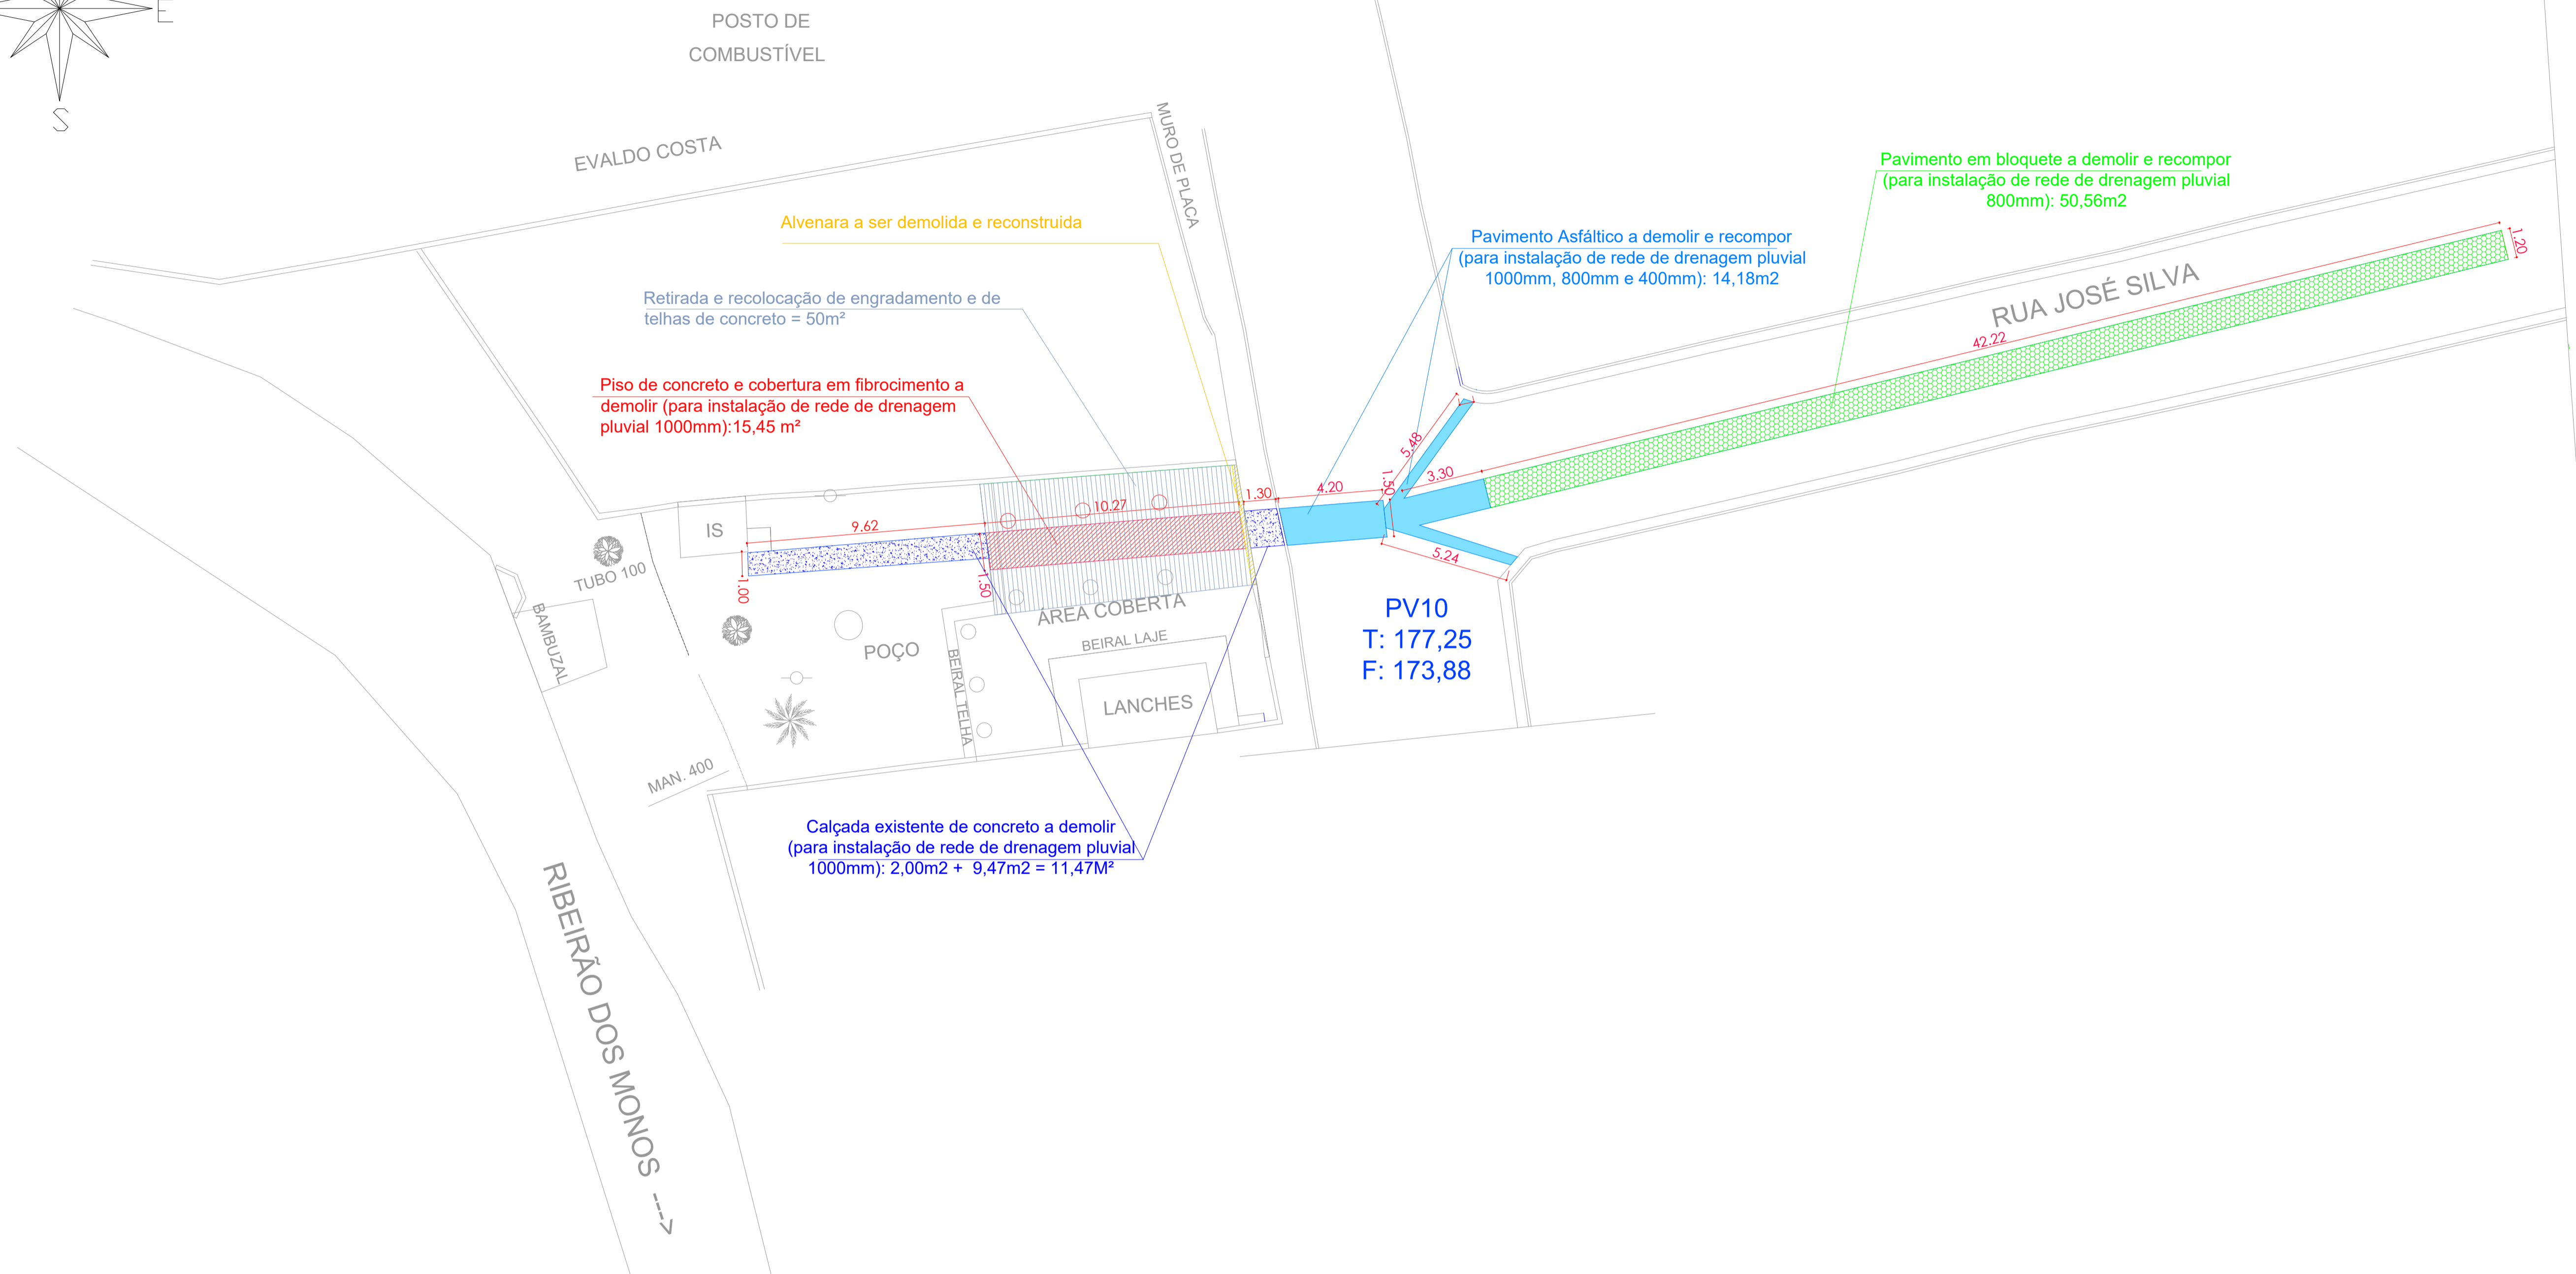 E
S
POSTO DE
COMBUSTÍVEL
EVALDO COSTA
MURO DE PLACA
Alvenara a ser demolida e reconstruida
Retirada e recolocação de engradamento e de
telhas de concreto = 50m²
Piso de concreto e cobertura em fibrocimento a
demolir (para instalação de rede de drenagem
pluvial 1000mm):15,45 m²
Pavimento Asfáltico a demolir e recompor
(para instalação de rede de drenagem pluvial
1000mm, 800mm e 400mm): 14,18m2
Pavimento em bloquete a demolir e recompor
(para instalação de rede de drenagem pluvial
800mm): 50,56m2
RUA JOSÉ SILVA
1.20
42.22
5.48
3.30
1.50
4.20
1.30
10.27
9.62
5.24
1.00
1.50
IS
TUBO 100
BAMBUZAL
POÇO
ÁREA COBERTA
BEIRAL LAJE
BEIRAL TELHA
LANCHES
MAN. 400
PV10
T: 177,25
F: 173,88
Calçada existente de concreto a demolir
(para instalação de rede de drenagem pluvial
1000mm): 2,00m2 + 9,47m2 = 11,47M²
RIBEIRÃO DOS MONOS --->